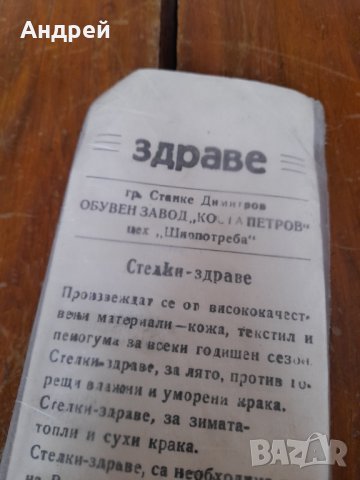 Андрей
здраве
гр. Станке Димитров
ОБУВЕН ЗАВОД „КОСТА ПЕТРОВ“
цех „Ширпотреба“
Стелки-здраве
Произвеждат се от висококачест-
вени материали—кожа, текстил и
пеногума за всеки годишен сезон.
Стелки-здраве, за лято, против го-
рещи влажни и уморени крака.
Стелки-здраве, за зимата-
топли и сухи крака.
Стелки-здраве, са необходими
BAZAR